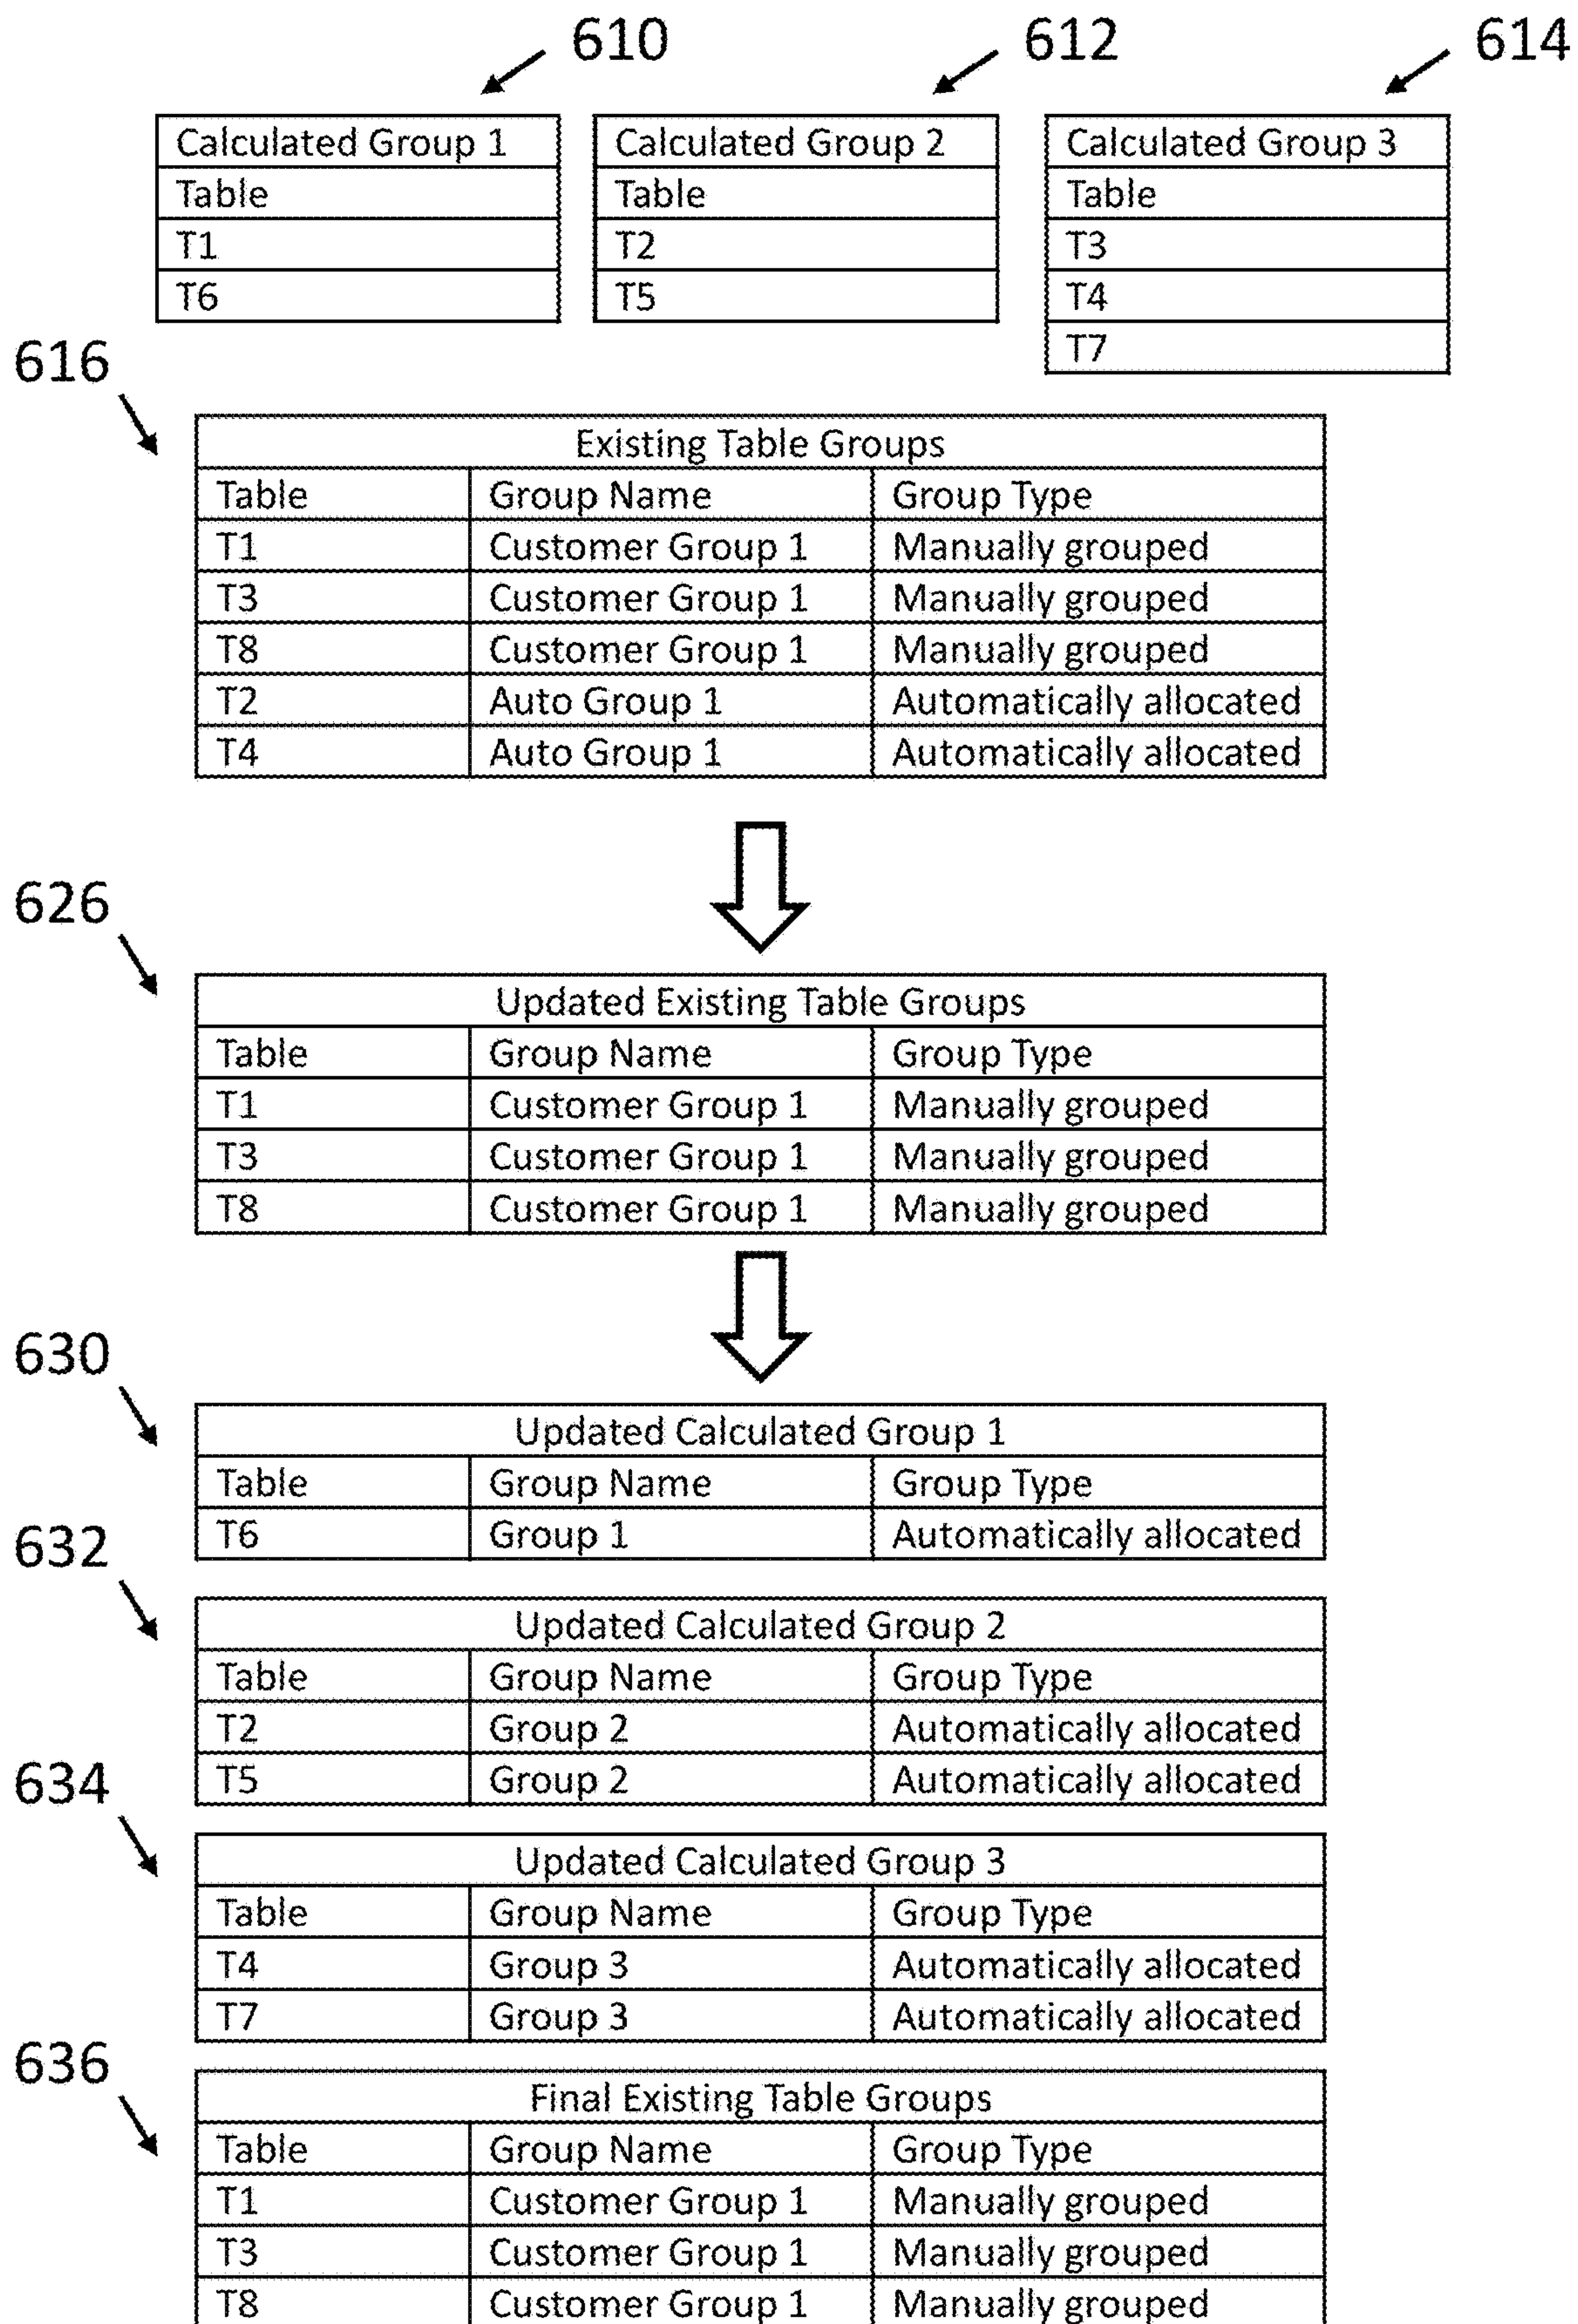 610 612 614
Calculated Group 1 Calculated Group 2 Calculated Group 3
Table Table Table
T1 T2 T3
T6 T5 T4
T7
616
Existing Table Groups
Table Group Name Group Type
T1 Customer Group 1 Manually grouped
T3 Customer Group 1 Manually grouped
T8 Customer Group 1 Manually grouped
T2 Auto Group 1 Automatically allocated
T4 Auto Group 1 Automatically allocated
626
Updated Existing Table Groups
Table Group Name Group Type
T1 Customer Group 1 Manually grouped
T3 Customer Group 1 Manually grouped
T8 Customer Group 1 Manually grouped
630
Updated Calculated Group 1
Table Group Name Group Type
T6 Group 1 Automatically allocated
632
Updated Calculated Group 2
Table Group Name Group Type
T2 Group 2 Automatically allocated
T5 Group 2 Automatically allocated
634
Updated Calculated Group 3
Table Group Name Group Type
T4 Group 3 Automatically allocated
T7 Group 3 Automatically allocated
636
Final Existing Table Groups
Table Group Name Group Type
T1 Customer Group 1 Manually grouped
T3 Customer Group 1 Manually grouped
T8 Customer Group 1 Manually grouped